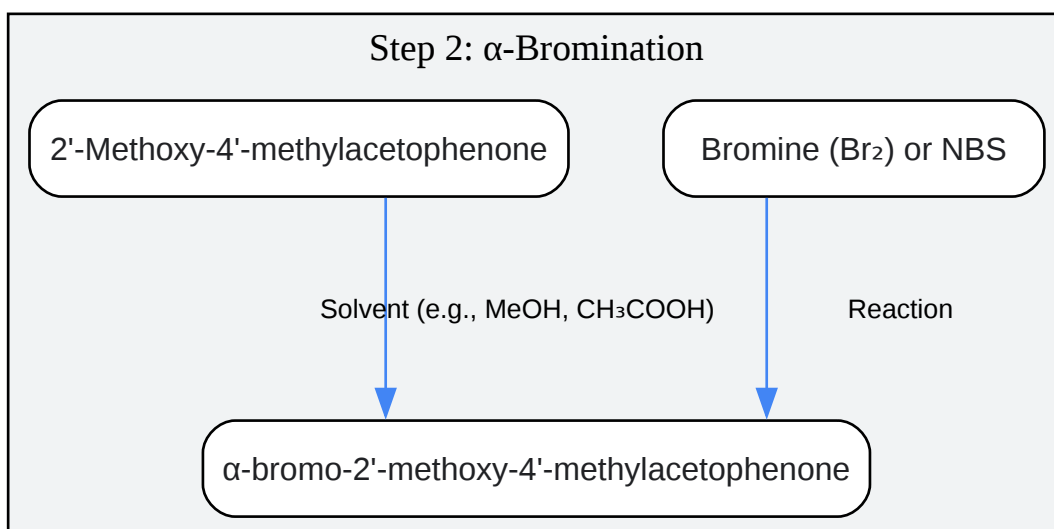 Step 2: α-Bromination
2'-Methoxy-4'-methylacetophenone
Bromine (Br₂) or NBS
Solvent (e.g., MeOH, CH₃COOH)
Reaction
α-bromo-2'-methoxy-4'-methylacetophenone